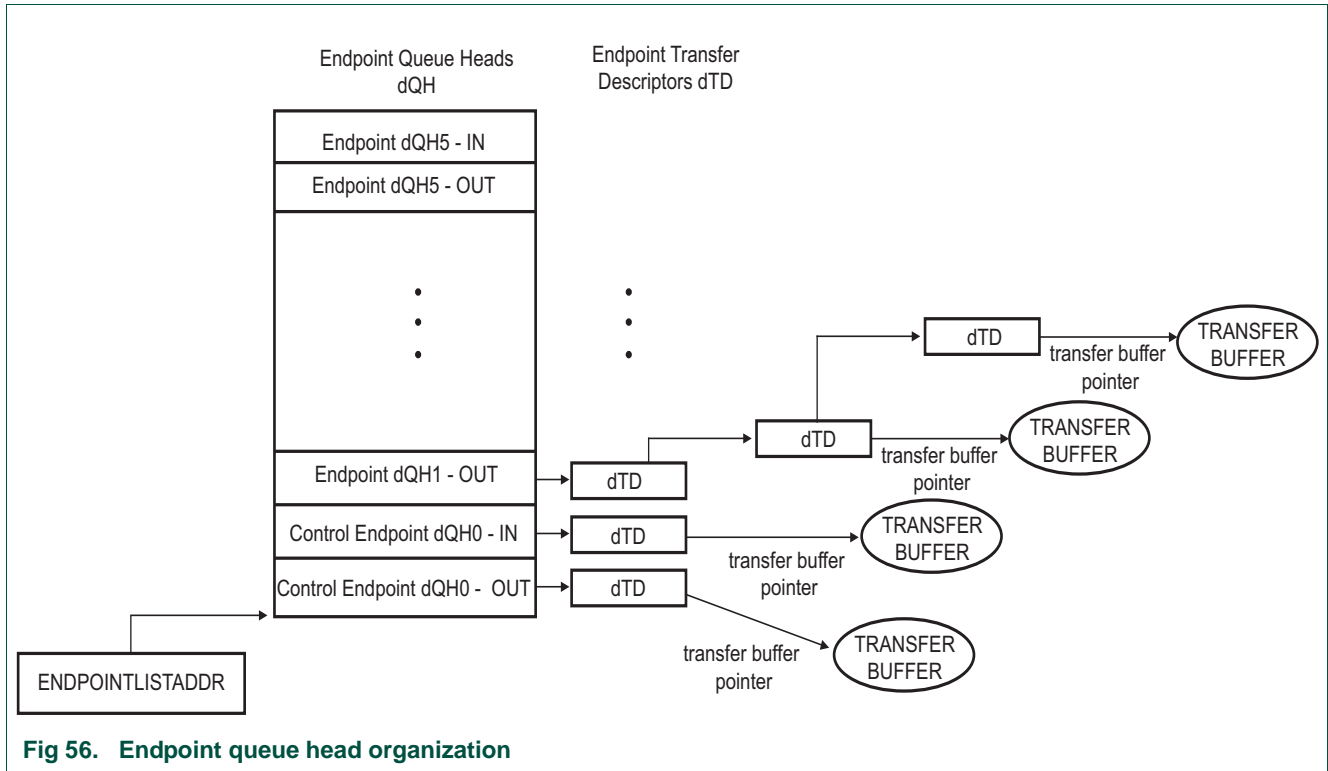 Endpoint Queue Heads
dQH
Endpoint Transfer
Descriptors dTD
Endpoint dQH5 - IN
Endpoint dQH5 - OUT
dTD
transfer buffer
pointer
TRANSFER
BUFFER
dTD
transfer buffer
pointer
TRANSFER
BUFFER
Endpoint dQH1 - OUT
dTD
Control Endpoint dQH0 - IN
dTD
transfer buffer
pointer
TRANSFER
BUFFER
Control Endpoint dQH0 - OUT
dTD
transfer buffer
pointer
TRANSFER
BUFFER
ENDPOINTLISTADDR
Fig 56. Endpoint queue head organization